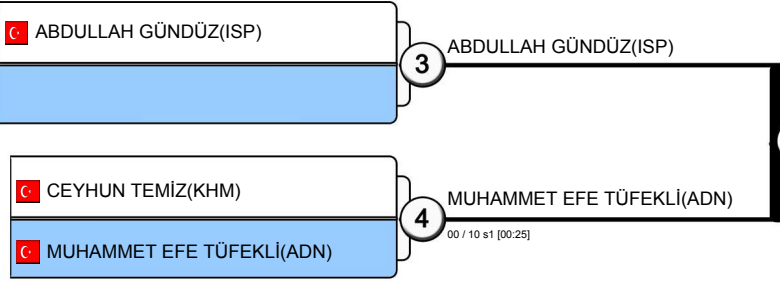 ABDULLAH GÜNDÜZ(ISP)
3
ABDULLAH GÜNDÜZ(ISP)
CEYHUN TEMİZ(KHM)
4
MUHAMMET EFE TÜFEKLİ(ADN)
00 / 10 s1 [00:25]
MUHAMMET EFE TÜFEKLİ(ADN)